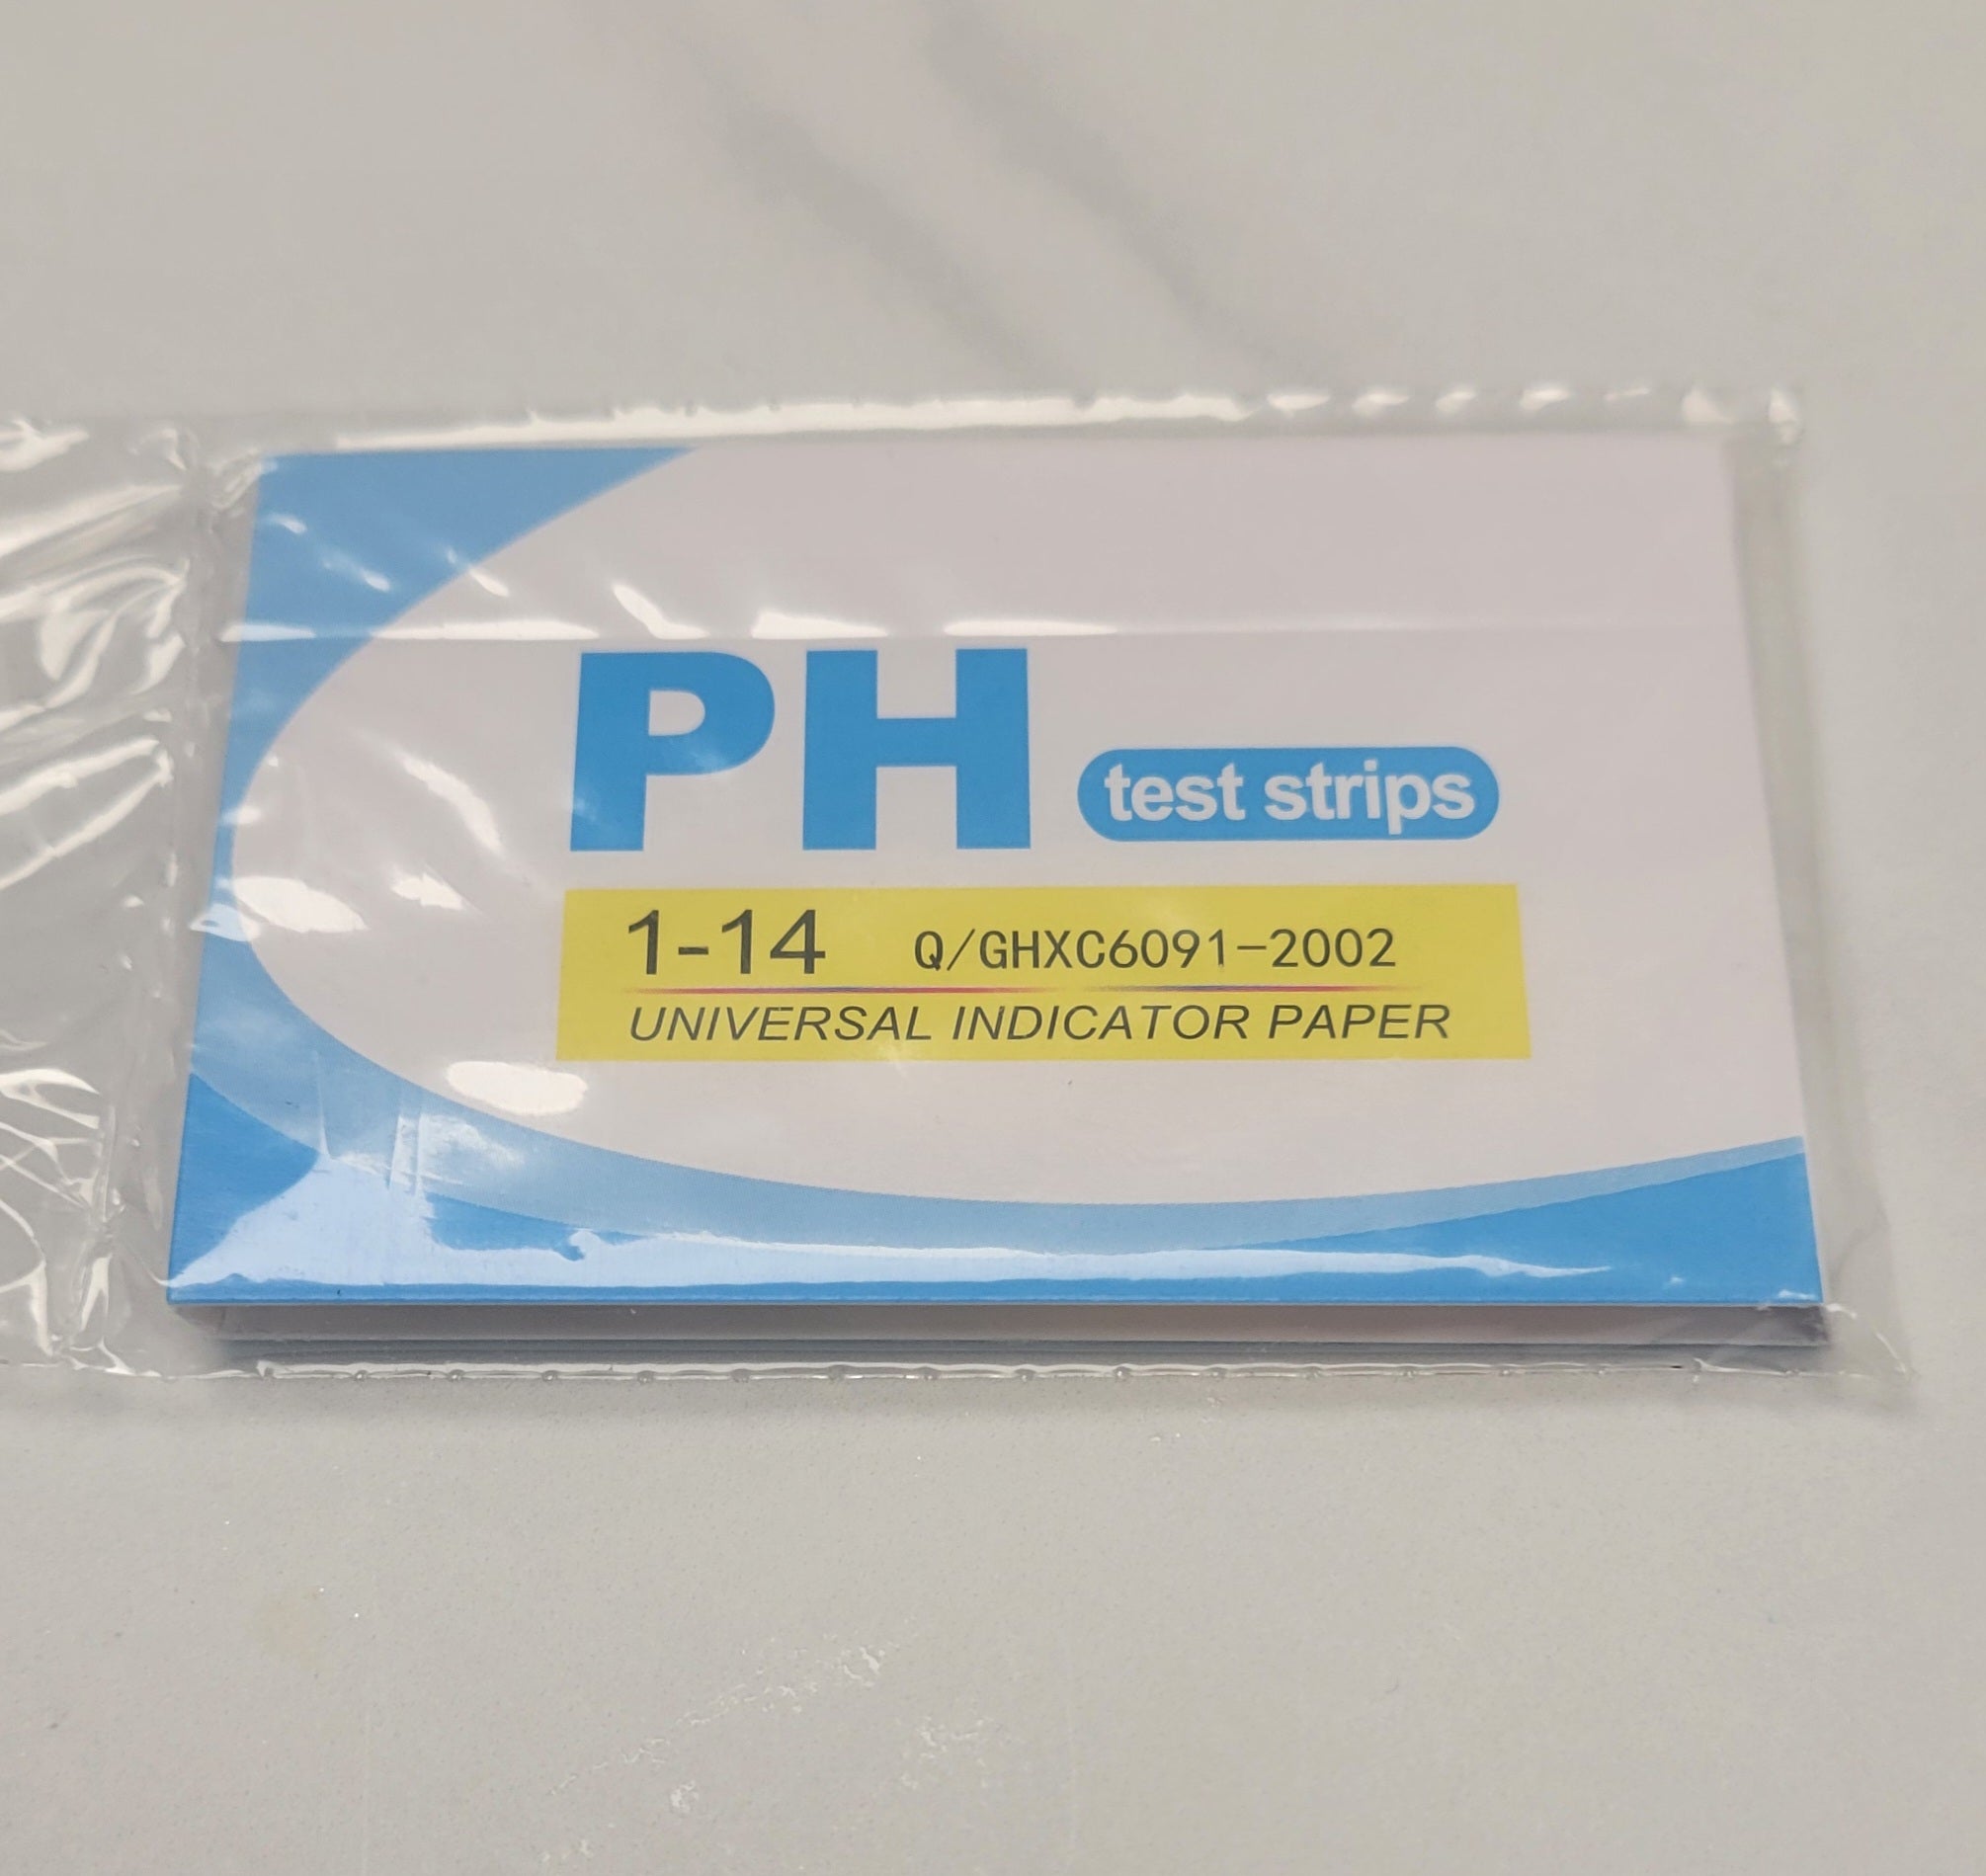 PH test strips
1-14 Q/GHXC6091-2002
UNIVERSAL INDICATOR PAPER